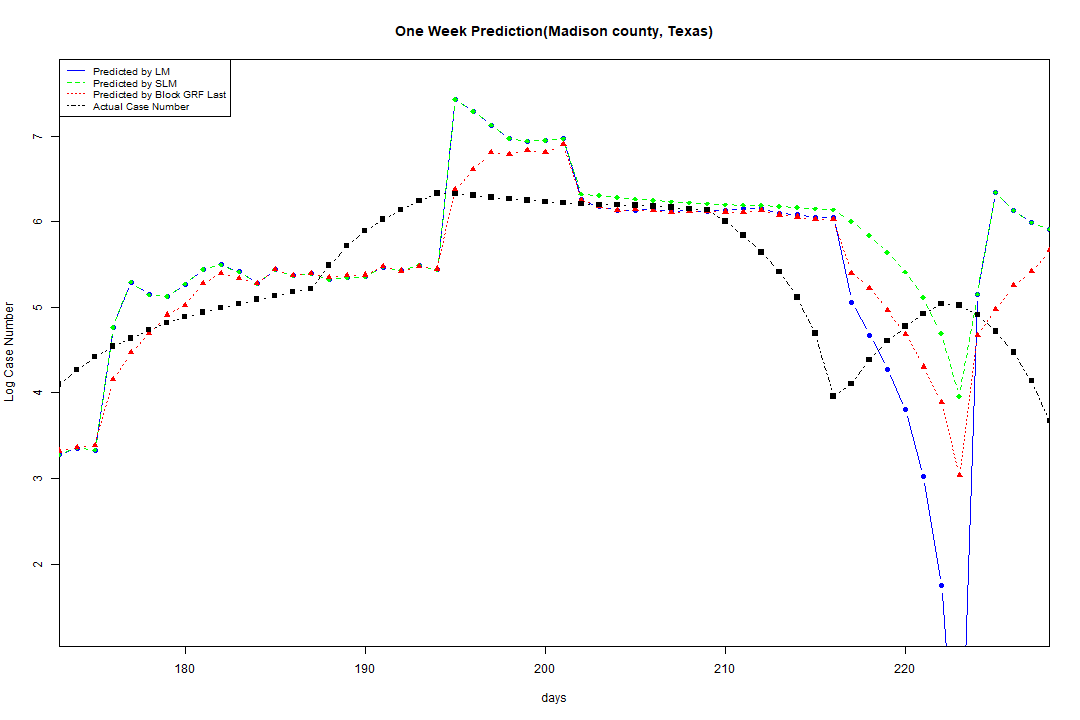 One Week Prediction(Madison county, Texas)
Predicted by LM
Predicted by SLM
Predicted by Block GRF Last
Actual Case Number
7
6
5
4
3
2
Log Case Number
180 190 200 210 220
days